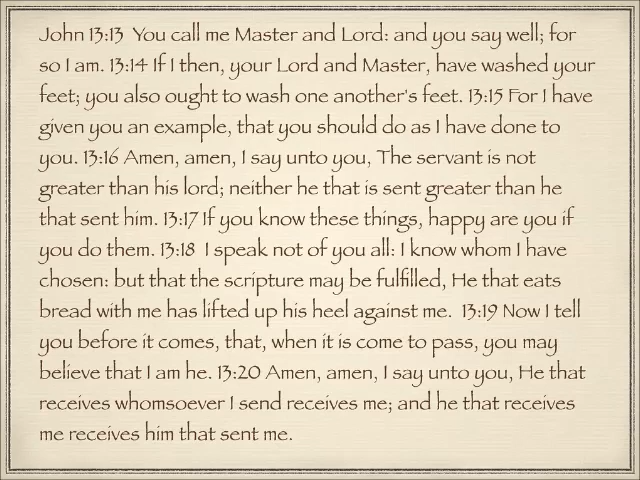 John 13:13  You call me Master and Lord: and you say well; for
so I am. 13:14 If I then, your Lord and Master, have washed your
feet; you also ought to wash one another's feet. 13:15 For I have
given you an example, that you should do as I have done to
you. 13:16 Amen, amen, I say unto you, The servant is not
greater than his lord; neither he that is sent greater than he
that sent him. 13:17 If you know these things, happy are you if
you do them. 13:18  I speak not of you all: I know whom I have
chosen: but that the scripture may be fulfilled, He that eats
bread with me has lifted up his heel against me.  13:19 Now I tell
you before it comes, that, when it is come to pass, you may
believe that I am he. 13:20 Amen, amen, I say unto you, He that
receives whomsoever I send receives me; and he that receives
me receives him that sent me.